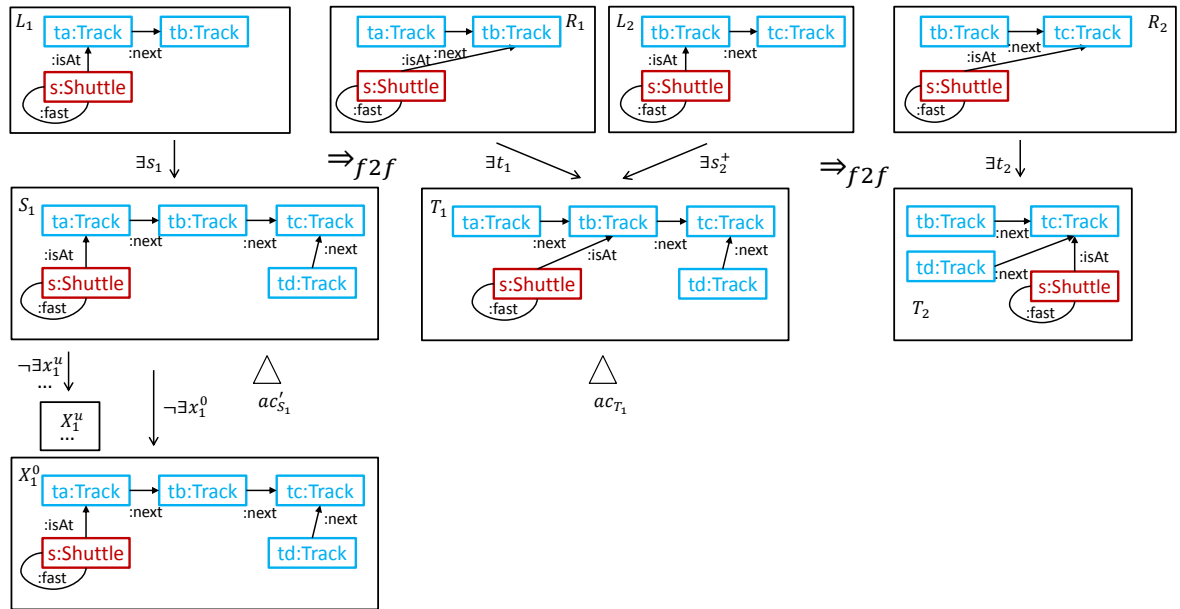 L₁
ta:Track
tb:Track
:next
:isAt
s:Shuttle
:fast
R₁
ta:Track
tb:Track
:next
:isAt
s:Shuttle
:fast
L₂
tb:Track
tc:Track
:next
:isAt
s:Shuttle
:fast
R₂
tb:Track
tc:Track
:next
:isAt
s:Shuttle
:fast
∃s₁
⇒f2f
∃t₁
∃s₂⁺
⇒f2f
∃t₂
S₁
ta:Track
tb:Track
tc:Track
:next
:next
:next
:isAt
s:Shuttle
td:Track
:fast
T₁
ta:Track
tb:Track
tc:Track
:next
:isAt
:next
:next
s:Shuttle
td:Track
:fast
tb:Track
tc:Track
:next
:isAt
td:Track
:next
s:Shuttle
T₂
:fast
¬∃x₁ᵘ
...
¬∃x₁⁰
ac′S₁
acT₁
X₁ᵘ
...
X₁⁰
ta:Track
tb:Track
tc:Track
:next
:next
:next
:isAt
s:Shuttle
td:Track
:fast